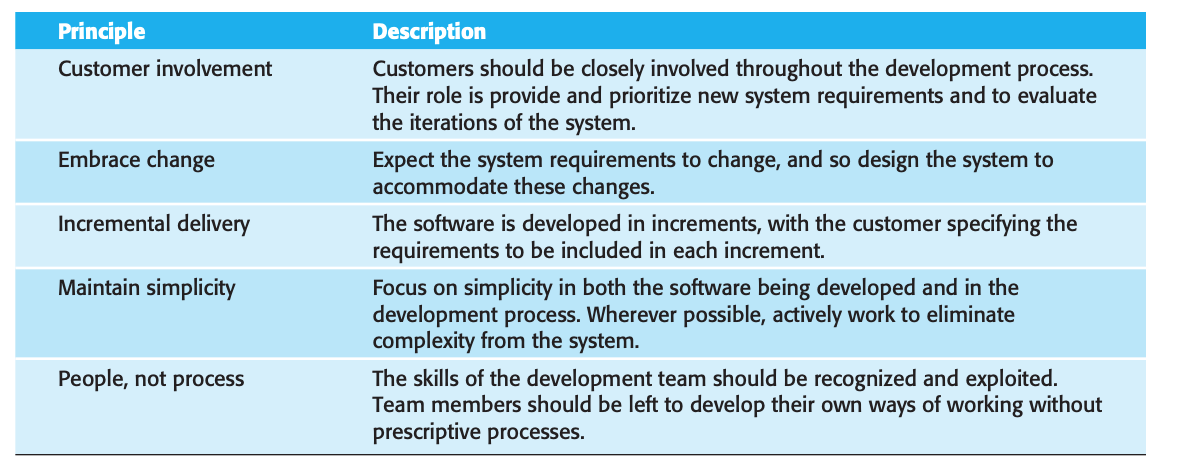 Principle Description
Customer involvement Customers should be closely involved throughout the development process.
Their role is provide and prioritize new system requirements and to evaluate
the iterations of the system.
Embrace change Expect the system requirements to change, and so design the system to
accommodate these changes.
Incremental delivery The software is developed in increments, with the customer specifying the
requirements to be included in each increment.
Maintain simplicity Focus on simplicity in both the software being developed and in the
development process. Wherever possible, actively work to eliminate
complexity from the system.
People, not process The skills of the development team should be recognized and exploited.
Team members should be left to develop their own ways of working without
prescriptive processes.